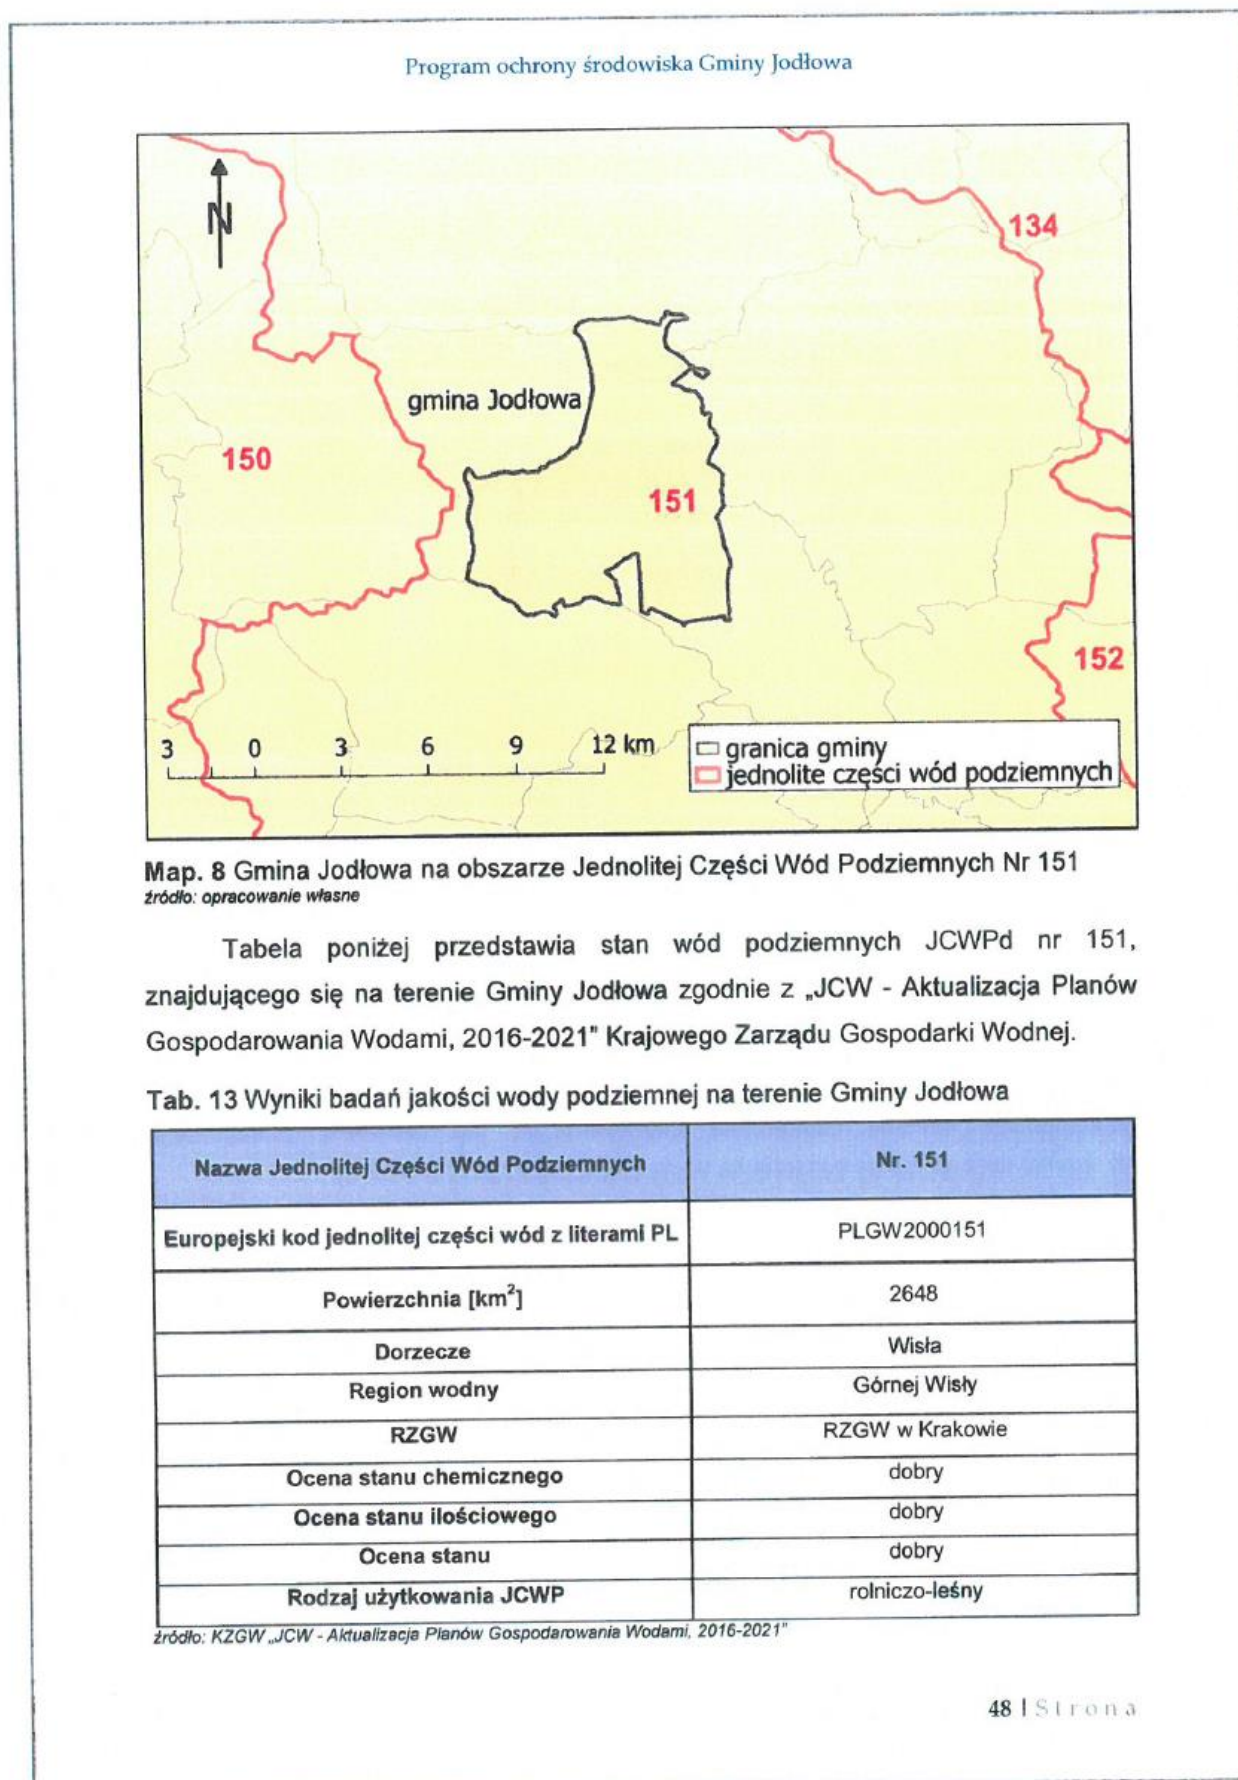 Program ochrony środowiska Gminy Jodłowa
N
134
gmina Jodłowa
150
151
152
3 0 3 6 9 12 km
granica gminy
jednolite części wód podziemnych
Map. 8 Gmina Jodłowa na obszarze Jednolitej Części Wód Podziemnych Nr 151
źródło: opracowanie własne
Tabela poniżej przedstawia stan wód podziemnych JCWPd nr 151,
znajdującego się na terenie Gminy Jodłowa zgodnie z „JCW - Aktualizacja Planów
Gospodarowania Wodami, 2016-2021" Krajowego Zarządu Gospodarki Wodnej.
Tab. 13 Wyniki badań jakości wody podziemnej na terenie Gminy Jodłowa
Nazwa Jednolitej Części Wód Podziemnych Nr. 151
Europejski kod jednolitej części wód z literami PL PLGW2000151
Powierzchnia [km²] 2648
Dorzecze Wisła
Region wodny Górnej Wisły
RZGW RZGW w Krakowie
Ocena stanu chemicznego dobry
Ocena stanu ilościowego dobry
Ocena stanu dobry
Rodzaj użytkowania JCWP rolniczo-leśny
źródło: KZGW „JCW - Aktualizacja Planów Gospodarowania Wodami, 2016-2021"
48 | Strona